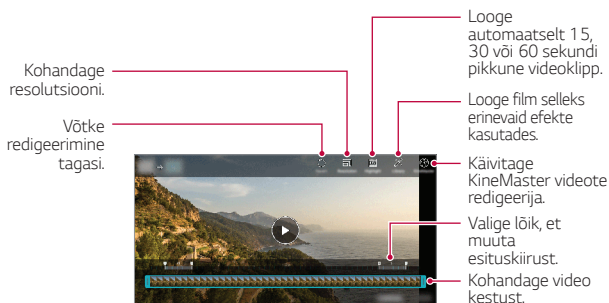 Kohandage
resolutsiooni.
Võtke
redigeerimine
tagasi.
Looge
automaatselt 15,
30 või 60 sekundi
pikkune videoklipp.
Looge film selleks
erinevaid efekte
kasutades.
Käivitage
KineMaster videote
redigeerija.
Valige lõik, et
muuta
esituskiirust.
Kohandage video
kestust.